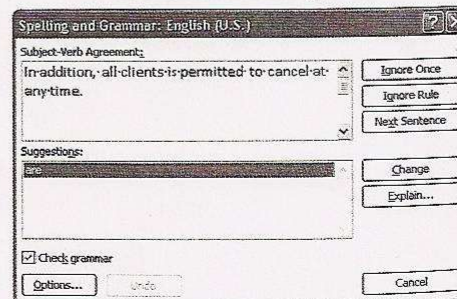 Spelling and Grammar: English (U.S.)
Subject-Verb Agreement:
In addition, all clients is permitted to cancel at
any time.
Ignore Once
Ignore Rule
Next Sentence
Suggestions:
are
Change
Explain...
Check grammar
Options...
Undo
Cancel